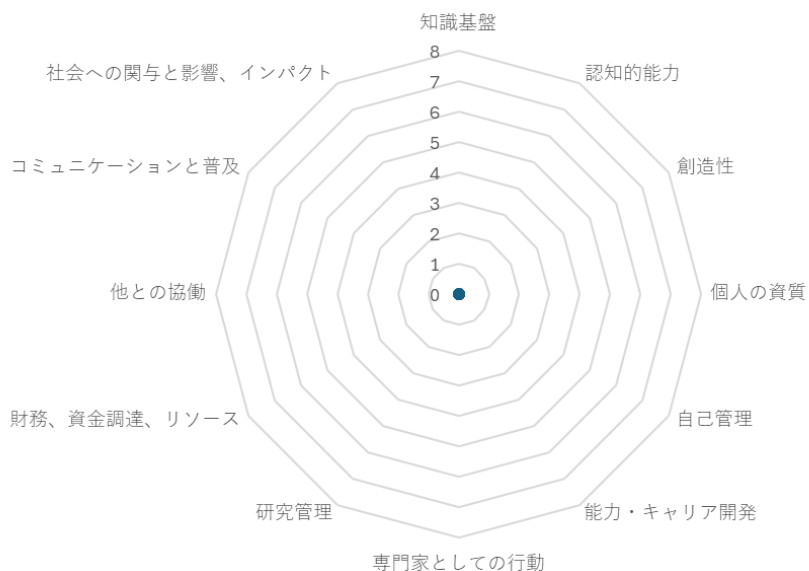 知識基盤
8
社会への関与と影響、インパクト
認知的能力
7
6
5
コミュニケーションと普及
創造性
4
3
2
1
他との協働
0
個人の資質
財務、資金調達、リソース
自己管理
研究管理
能力・キャリア開発
専門家としての行動